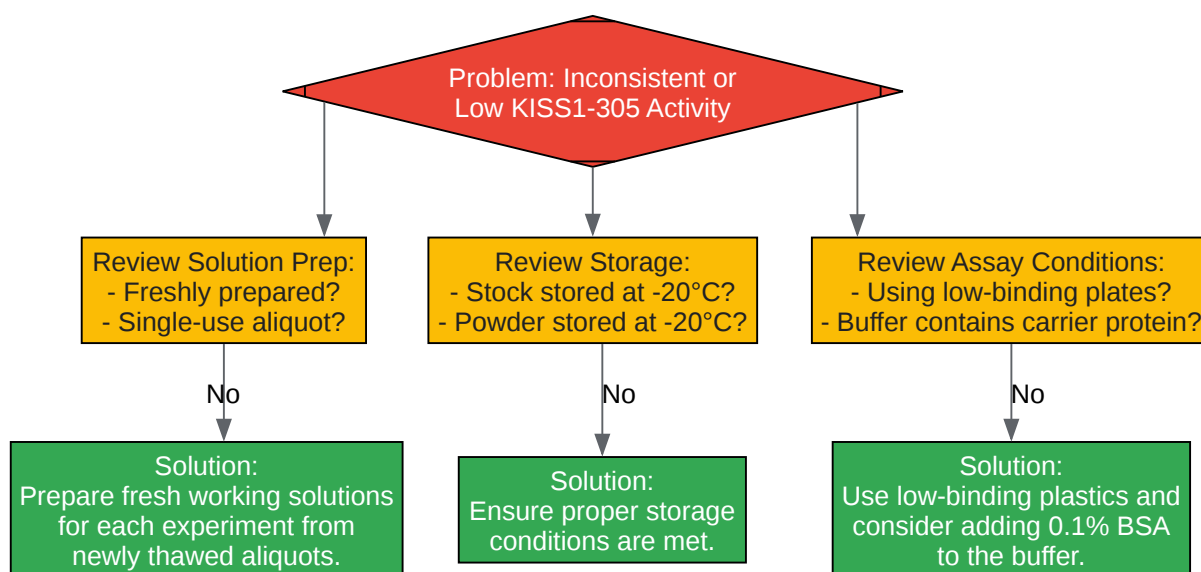 Problem: Inconsistent or
Low KISS1-305 Activity
Review Solution Prep:
- Freshly prepared?
- Single-use aliquot?
Review Storage:
- Stock stored at -20°C?
- Powder stored at -20°C?
Review Assay Conditions:
- Using low-binding plates?
- Buffer contains carrier protein?
No
No
No
Solution:
Prepare fresh working solutions
for each experiment from
newly thawed aliquots.
Solution:
Ensure proper storage
conditions are met.
Solution:
Use low-binding plastics and
consider adding 0.1% BSA
to the buffer.